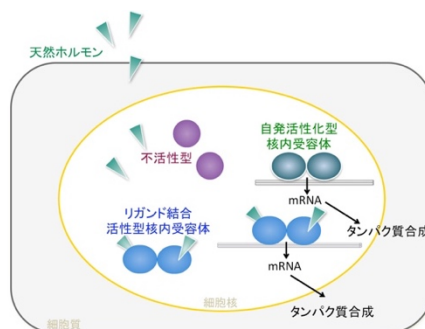 天然ホルモン
自発活性化型
核内受容体
不活性型
mRNA
リガンド結合
活性型核内受容体
タンパク質合成
mRNA
細胞核
タンパク質合成
細胞質